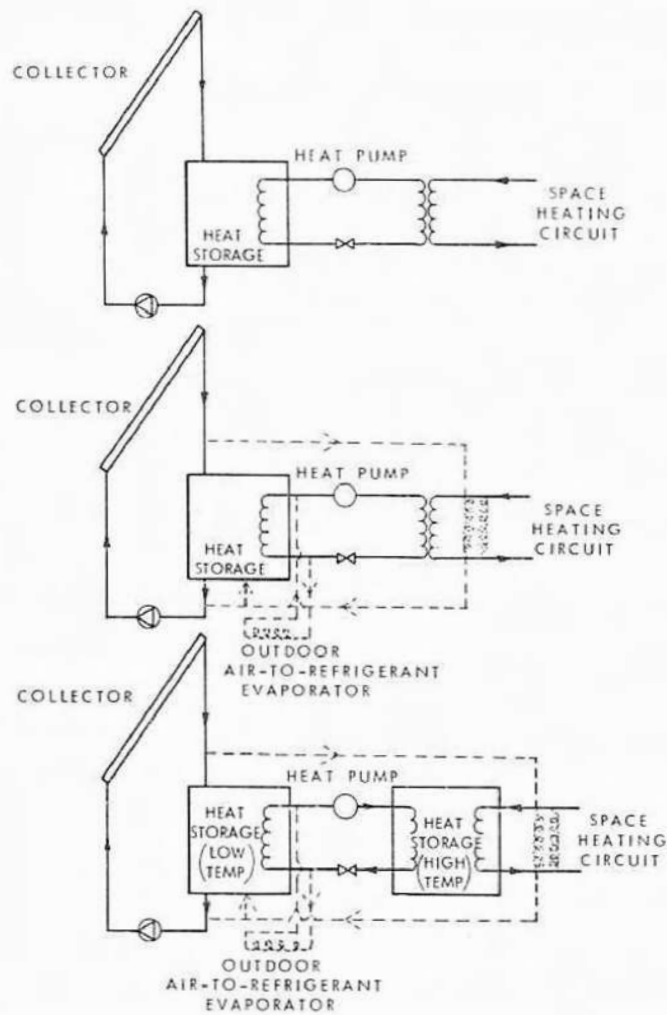 COLLECTOR
HEAT PUMP
HEAT
STORAGE
SPACE
HEATING
CIRCUIT
COLLECTOR
HEAT PUMP
HEAT
STORAGE
SPACE
HEATING
CIRCUIT
OUTDOOR
AIR-TO-REFRIGERANT
EVAPORATOR
COLLECTOR
HEAT PUMP
HEAT
STORAGE
(LOW
TEMP)
HEAT
STORAGE
(HIGH
TEMP)
SPACE
HEATING
CIRCUIT
OUTDOOR
AIR-TO-REFRIGERANT
EVAPORATOR